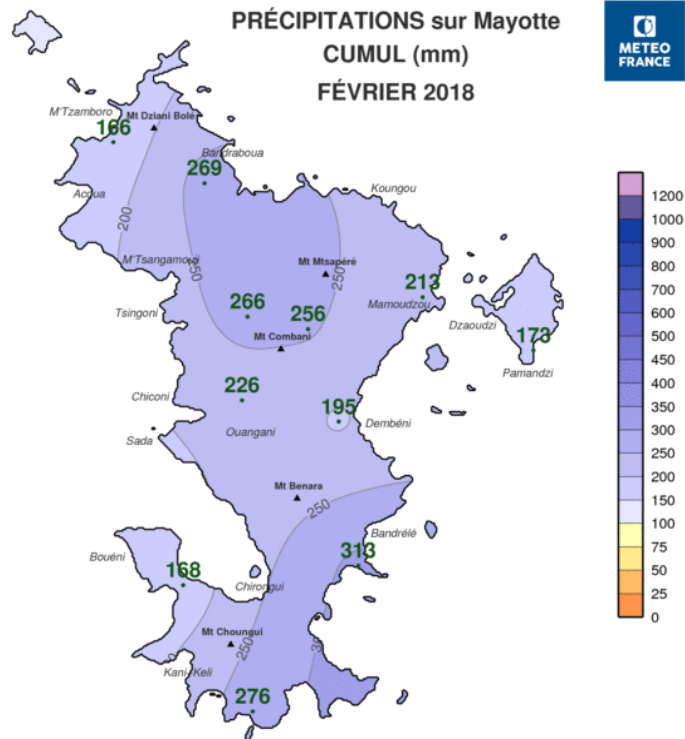 PRÉCIPITATIONS sur Mayotte
CUMUL (mm)
FÉVRIER 2018
METEO
FRANCE
M'Tzamboro
Mt Dziani Bolé
166
Bandraboua
269
Acoua
Koungou
200
M'Tsangamouji
250
Mt Mtsapéré
250
213
Mamoudzou
Tsingoni
266
256
Mt Combani
Dzaoudzi
173
Pamandzi
226
Chiconi
195
Dembéni
Ouangani
Sada
Mt Benara
250
Bandrélé
313
Bouéni
168
Chirongui
Mt Choungui
250
Kani-Keli
276
1200
1000
900
800
700
600
500
450
400
350
300
250
200
150
100
75
50
25
0